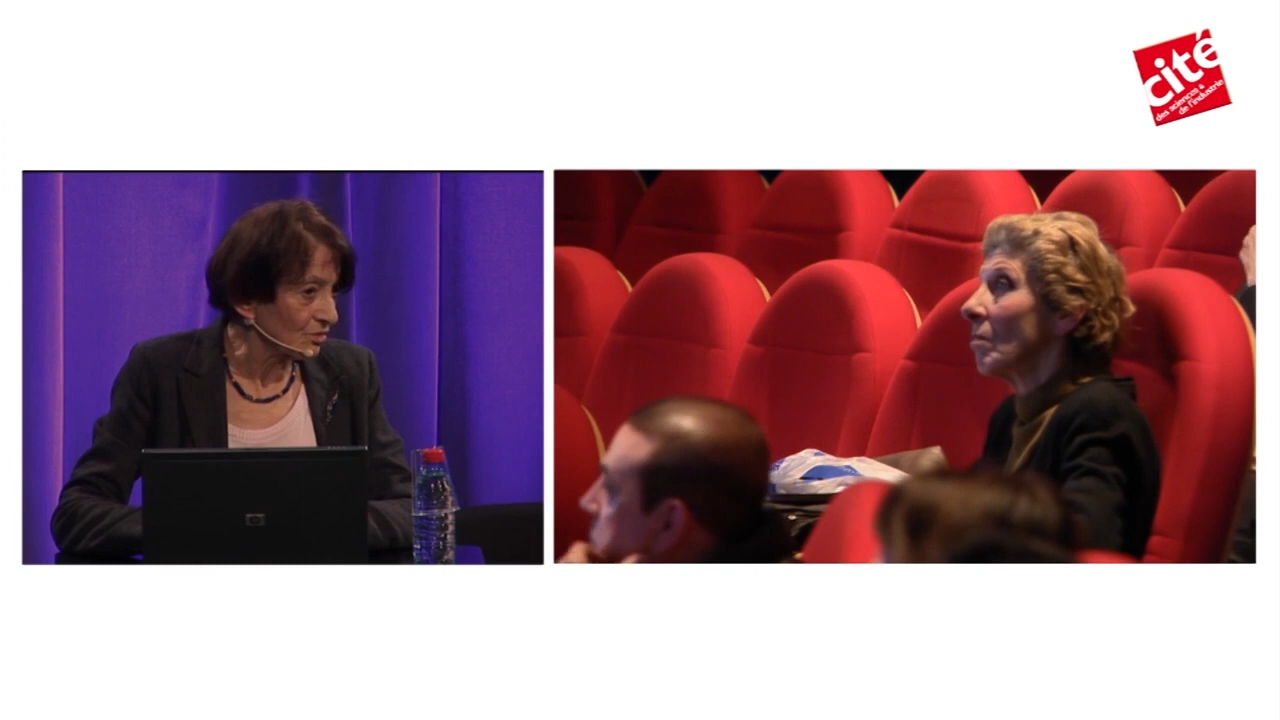 cité
des sciences &
de l'industrie